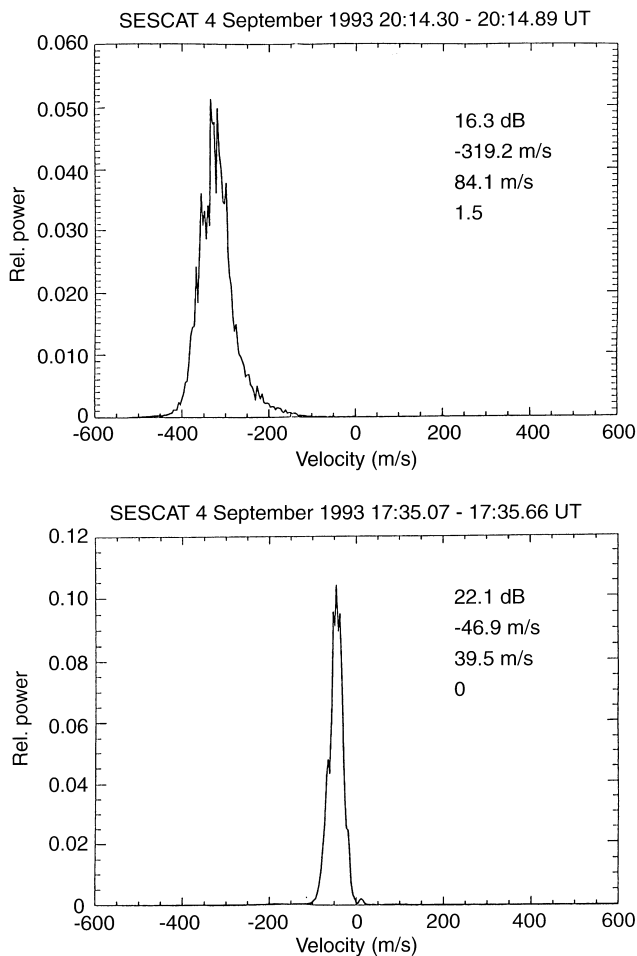 SESCAT 4 September 1993 20:14.30 - 20:14.89 UT
0.060
0.050
0.040
0.030
0.020
0.010
0
Rel. power
16.3 dB
-319.2 m/s
84.1 m/s
1.5
-600 -400 -200 0 200 400 600
Velocity (m/s)
SESCAT 4 September 1993 17:35.07 - 17:35.66 UT
0.12
0.10
0.08
0.06
0.04
0.02
0
Rel. power
22.1 dB
-46.9 m/s
39.5 m/s
0
-600 -400 -200 0 200 400 600
Velocity (m/s)